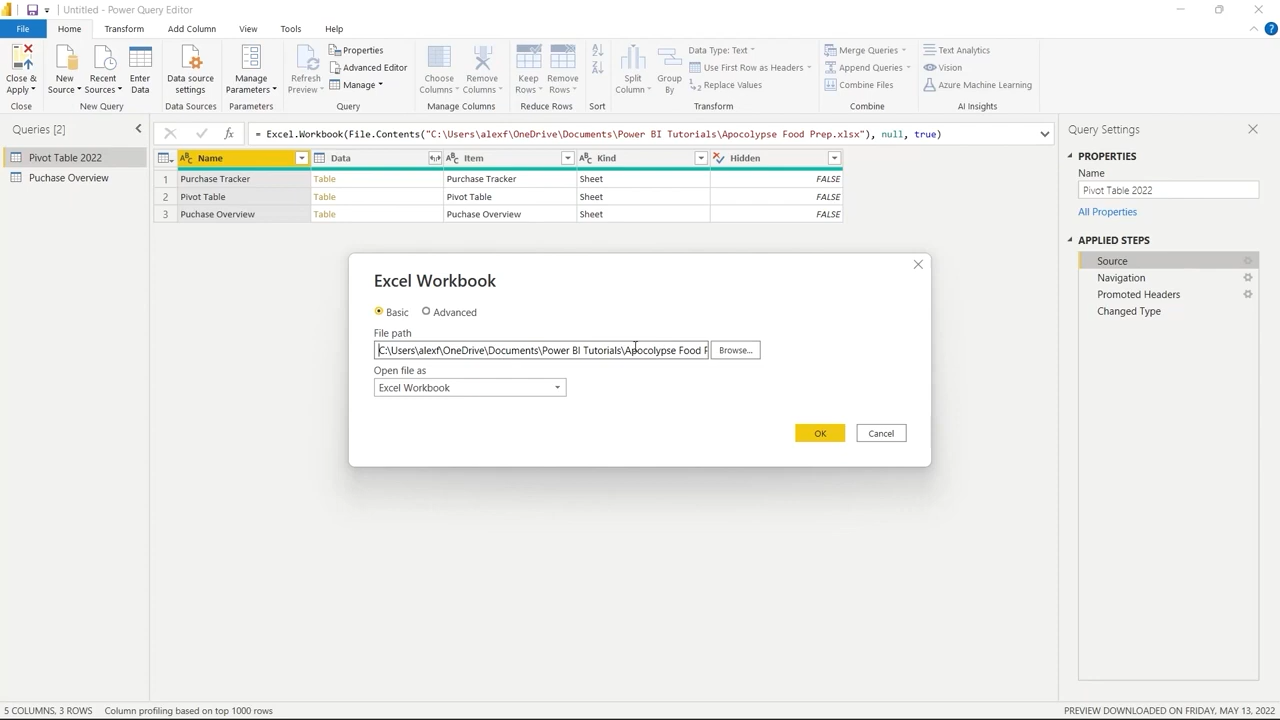 Untitled - Power Query Editor
File Home Transform Add Column View Tools Help
Close & Apply
New Source
Recent Sources
Enter Data
Data source settings
Manage Parameters
Refresh Preview
Properties
Advanced Editor
Manage
Choose Columns
Remove Columns
Keep Rows
Remove Rows
Split Column
Group By
Data Type: Text
Use First Row as Headers
Replace Values
Merge Queries
Append Queries
Combine Files
Text Analytics
Vision
Azure Machine Learning
Close New Query Data Sources Parameters Query Manage Columns Reduce Rows Sort Transform Combine AI Insights
Queries [2]
Pivot Table 2022
Puchase Overview
= Excel.Workbook(File.Contents("C:\Users\alexf\OneDrive\Documents\Power BI Tutorials\Apocolypse Food Prep.xlsx"), null, true)
Name Data Item Kind Hidden
1 Purchase Tracker Table Purchase Tracker Sheet FALSE
2 Pivot Table Table Pivot Table Sheet FALSE
3 Puchase Overview Table Puchase Overview Sheet FALSE
Excel Workbook
Basic Advanced
File path
C:\Users\alexf\OneDrive\Documents\Power BI Tutorials\Apocolypse Food P Browse...
Open file as
Excel Workbook
OK Cancel
Query Settings
PROPERTIES
Name
Pivot Table 2022
All Properties
APPLIED STEPS
Source
Navigation
Promoted Headers
Changed Type
5 COLUMNS, 3 ROWS Column profiling based on top 1000 rows PREVIEW DOWNLOADED ON FRIDAY, MAY 13, 2022